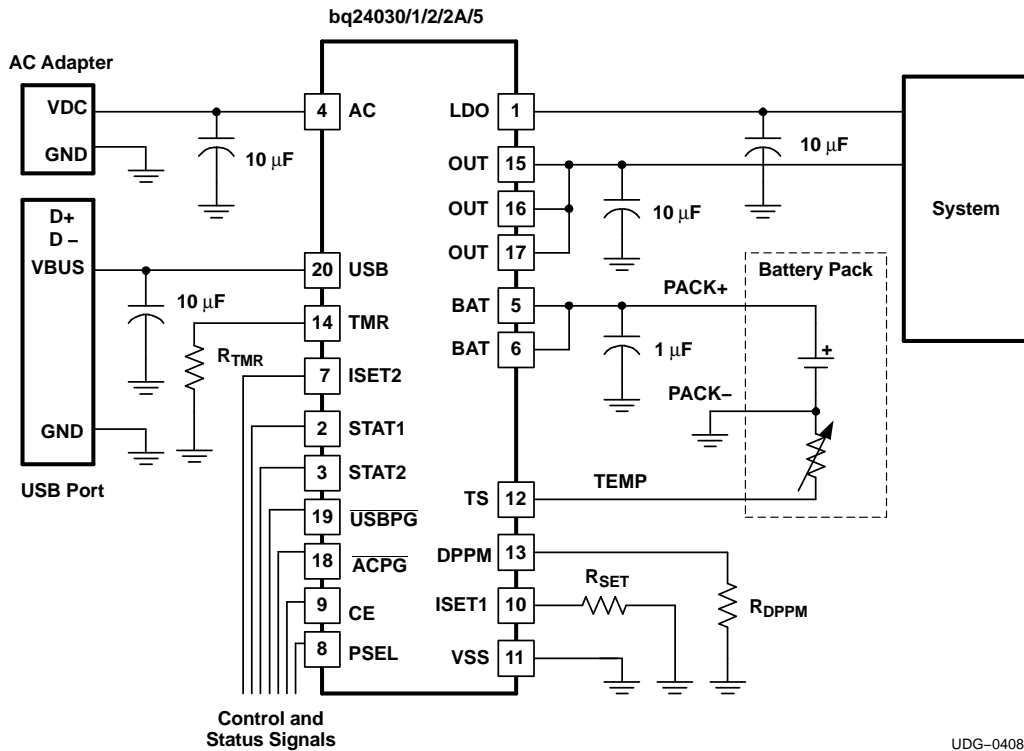 bq24030/1/2/2A/5
AC Adapter
VDC
GND
10 μF
4
AC
LDO
1
10 μF
OUT
15
OUT
16
10 μF
OUT
17
System
D+
D −
VBUS
10 μF
20
USB
14
TMR
RTMR
7
ISET2
2
STAT1
3
STAT2
19
USBPG
18
ACPG
9
CE
8
PSEL
GND
USB Port
BAT
5
PACK+
Battery Pack
BAT
6
1 μF
+
PACK−
TS
12
TEMP
DPPM
13
RSET
ISET1
10
RDPPM
VSS
11
Control and
Status Signals
UDG−0408